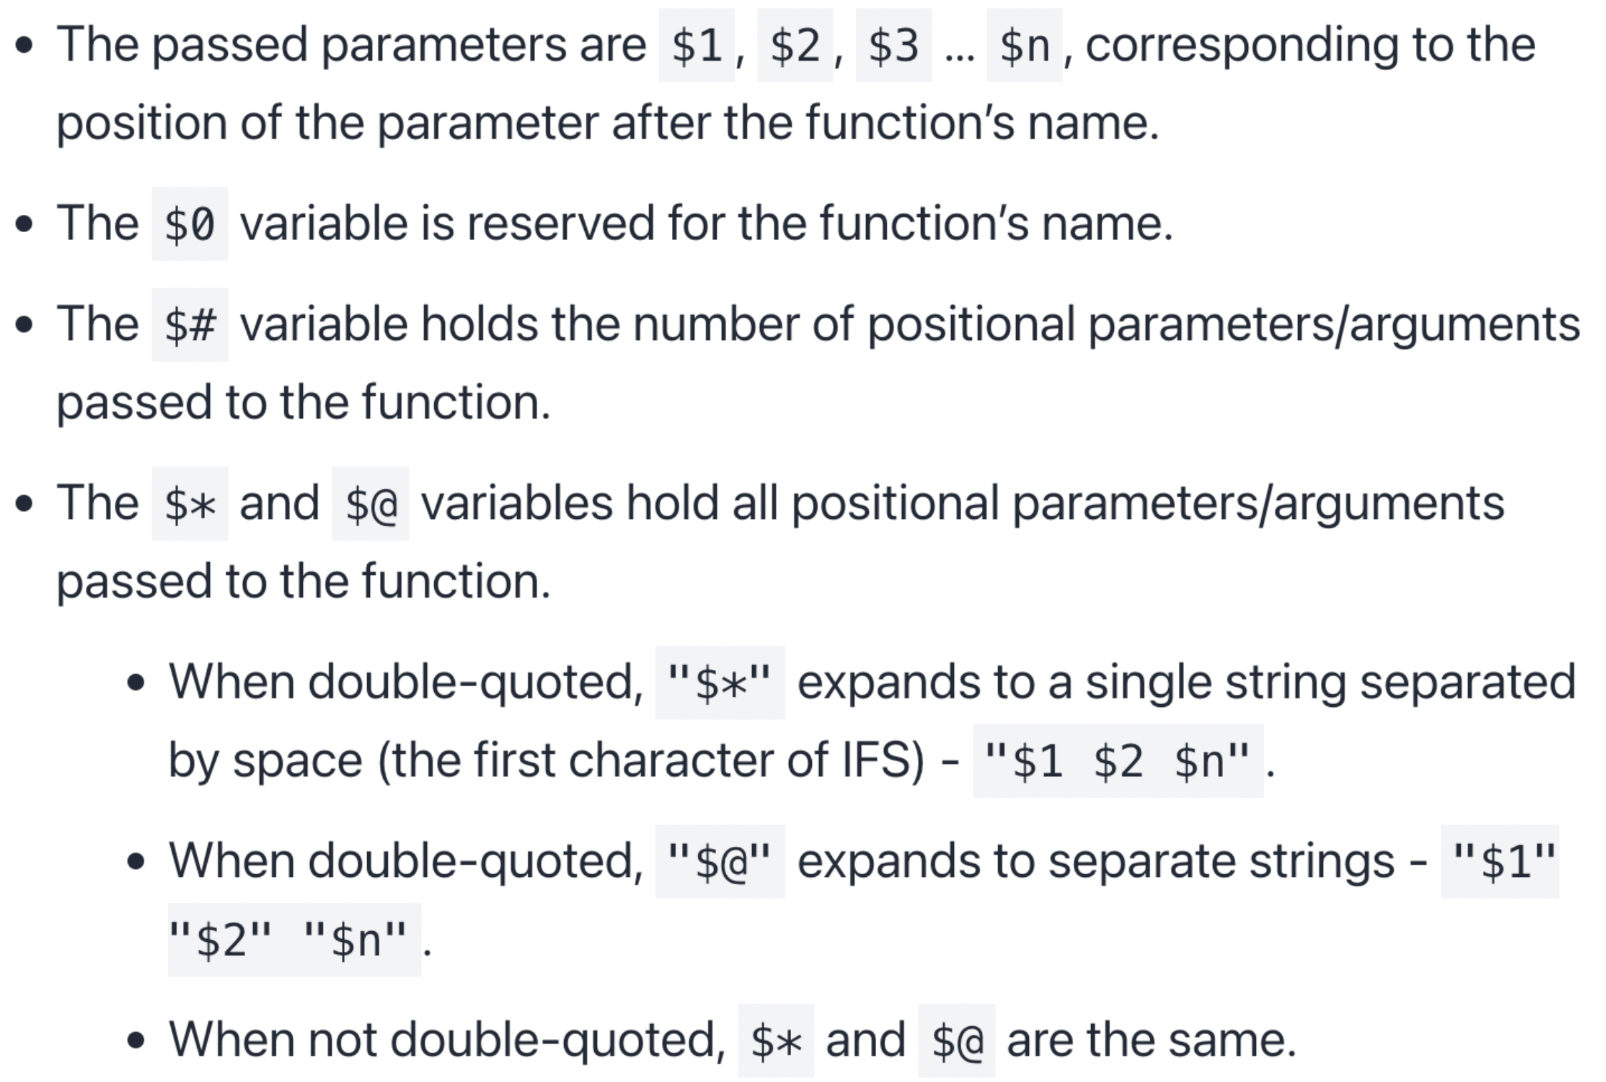 • The passed parameters are $1, $2, $3 … $n, corresponding to the
position of the parameter after the function’s name.
• The $0 variable is reserved for the function’s name.
• The $# variable holds the number of positional parameters/arguments
passed to the function.
• The $* and $@ variables hold all positional parameters/arguments
passed to the function.
• When double-quoted, "$*" expands to a single string separated
by space (the first character of IFS) - "$1 $2 $n".
• When double-quoted, "$@" expands to separate strings - "$1"
"$2" "$n".
• When not double-quoted, $* and $@ are the same.